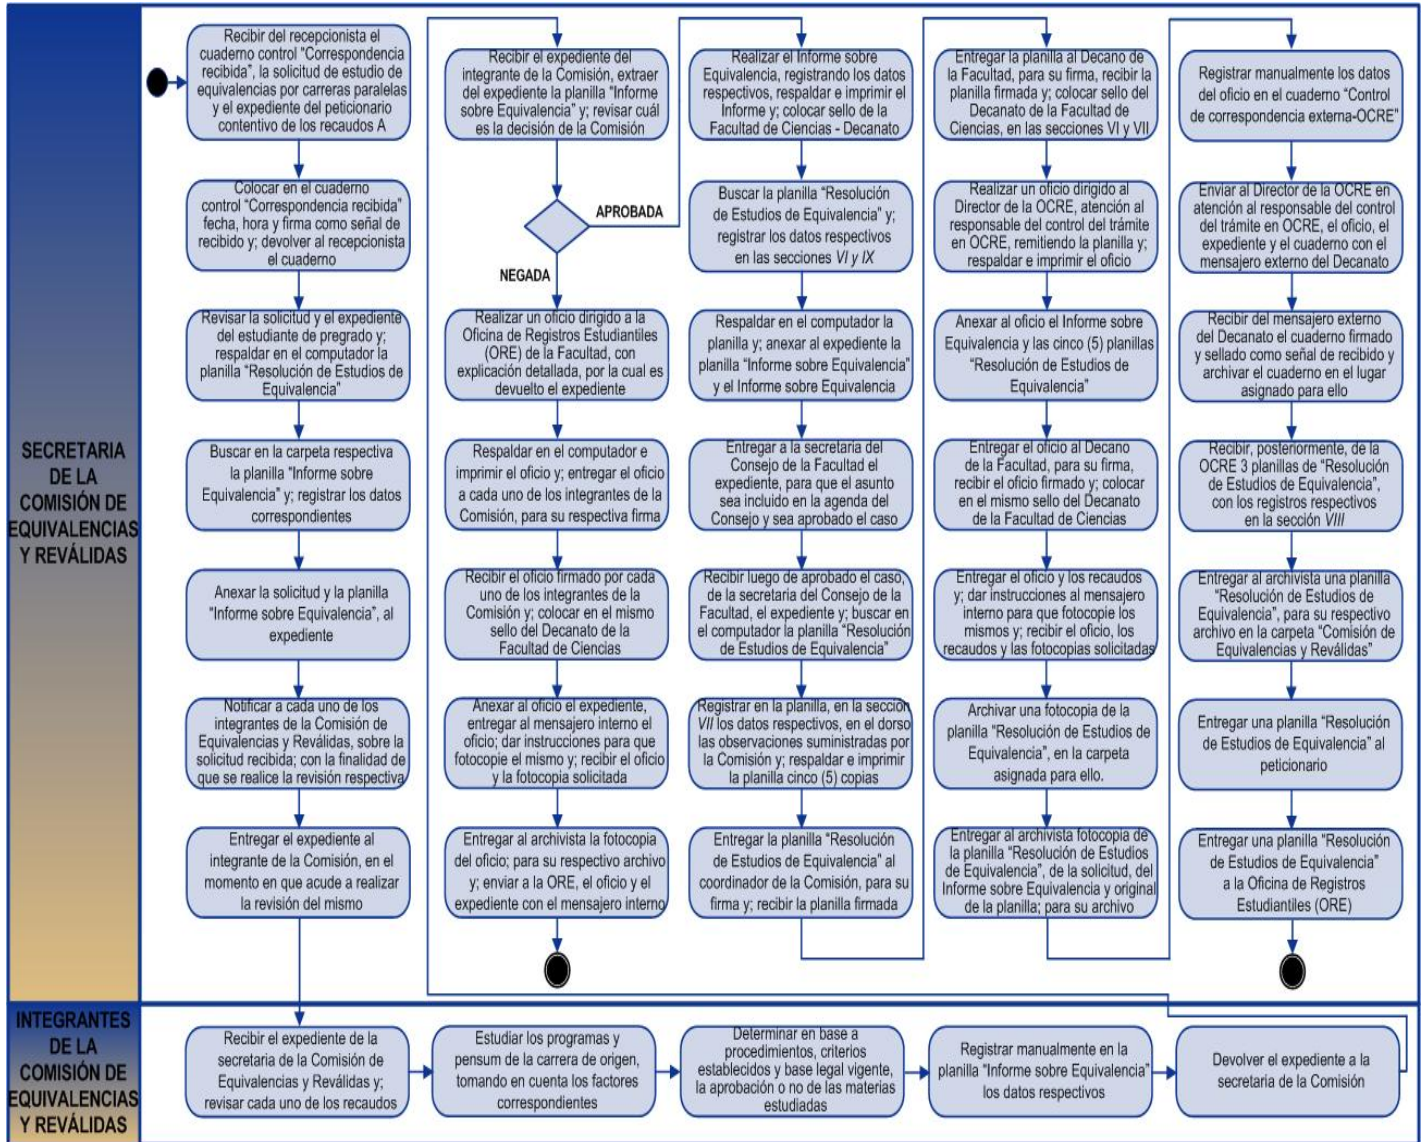 SECRETARIA
DE LA
COMISIÓN DE
EQUIVALENCIAS
Y REVÁLIDAS
Recibir del recepcionista el
cuaderno control “Correspondencia
recibida”, la solicitud de estudio de
equivalencias por carreras paralelas
y el expediente del peticionario
contentivo de los recaudos A
Colocar en el cuaderno
control “Correspondencia recibida”
fecha, hora y firma como señal de
recibido y; devolver al recepcionista
el cuaderno
Revisar la solicitud y el expediente
del estudiante de pregrado y;
respaldar en el computador la
planilla “Resolución de Estudios de
Equivalencia”
Buscar en la carpeta respectiva
la planilla “Informe sobre
Equivalencia” y; registrar los datos
correspondientes
Anexar la solicitud y la planilla
“Informe sobre Equivalencia”, al
expediente
Notificar a cada uno de los
integrantes de la Comisión de
Equivalencias y Reválidas, sobre la
solicitud recibida; con la finalidad de
que se realice la revisión respectiva
Entregar el expediente al
integrante de la Comisión, en el
momento en que acude a realizar
la revisión del mismo
Recibir el expediente del
integrante de la Comisión, extraer
del expediente la planilla “Informe
sobre Equivalencia” y; revisar cuál
es la decisión de la Comisión
APROBADA
NEGADA
Realizar un oficio dirigido a la
Oficina de Registros Estudiantiles
(ORE) de la Facultad, con
explicación detallada, por la cual es
devuelto el expediente
Respaldar en el computador e
imprimir el oficio y; entregar el oficio
a cada uno de los integrantes de la
Comisión, para su respectiva firma
Recibir el oficio firmado por cada
uno de los integrantes de la
Comisión y; colocar en el mismo
sello del Decanato de la
Facultad de Ciencias
Anexar al oficio el expediente,
entregar al mensajero interno el
oficio; dar instrucciones para que
fotocopie el mismo y; recibir el oficio
y la fotocopia solicitada
Entregar al archivista la fotocopia
del oficio; para su respectivo archivo
y; enviar a la ORE, el oficio y el
expediente con el mensajero interno
Realizar el Informe sobre
Equivalencia, registrando los datos
respectivos, respaldar e imprimir el
Informe y; colocar sello de la
Facultad de Ciencias - Decanato
Buscar la planilla “Resolución
de Estudios de Equivalencia” y;
registrar los datos respectivos
en las secciones VI y IX
Respaldar en el computador la
planilla y; anexar al expediente la
planilla “Informe sobre Equivalencia”
y el Informe sobre Equivalencia
Entregar a la secretaria del
Consejo de la Facultad el
expediente, para que el asunto
sea incluido en la agenda del
Consejo y sea aprobado el caso
Recibir luego de aprobado el caso,
de la secretaria del Consejo de la
Facultad, el expediente y; buscar en
el computador la planilla “Resolución
de Estudios de Equivalencia”
Registrar en la planilla, en la sección
VII los datos respectivos, en el dorso
las observaciones suministradas por
la Comisión y; respaldar e imprimir
la planilla cinco (5) copias
Entregar la planilla “Resolución
de Estudios de Equivalencia” al
coordinador de la Comisión, para su
firma y; recibir la planilla firmada
Entregar la planilla al Decano de
la Facultad, para su firma, recibir la
planilla firmada y; colocar sello del
Decanato de la Facultad de
Ciencias, en las secciones VI y VII
Realizar un oficio dirigido al
Director de la OCRE, atención al
responsable del control del trámite
en OCRE, remitiendo la planilla y;
respaldar e imprimir el oficio
Anexar al oficio el Informe sobre
Equivalencia y las cinco (5) planillas
“Resolución de Estudios de
Equivalencia”
Entregar el oficio al Decano
de la Facultad, para su firma,
recibir el oficio firmado y; colocar
en el mismo sello del Decanato
de la Facultad de Ciencias
Entregar el oficio y los recaudos
y; dar instrucciones al mensajero
interno para que fotocopie los
mismos y; recibir el oficio, los
recaudos y las fotocopias solicitadas
Archivar una fotocopia de la
planilla “Resolución de Estudios de
Equivalencia”, en la carpeta
asignada para ello.
Entregar al archivista fotocopia de
la planilla “Resolución de Estudios
de Equivalencia”, de la solicitud, del
Informe sobre Equivalencia y original
de la planilla; para su archivo
Registrar manualmente los datos
del oficio en el cuaderno “Control
de correspondencia externa-OCRE”
Enviar al Director de la OCRE en
atención al responsable del control
del trámite en OCRE, el oficio, el
expediente y el cuaderno con el
mensajero externo del Decanato
Recibir del mensajero externo
del Decanato el cuaderno firmado
y sellado como señal de recibido y
archivar el cuaderno en el lugar
asignado para ello
Recibir, posteriormente, de la
OCRE 3 planillas de “Resolución
de Estudios de Equivalencia”,
con los registros respectivos
en la sección VIII
Entregar al archivista una planilla
“Resolución de Estudios de
Equivalencia”, para su respectivo
archivo en la carpeta “Comisión de
Equivalencias y Reválidas”
Entregar una planilla “Resolución
de Estudios de Equivalencia” al
peticionario
Entregar una planilla “Resolución
de Estudios de Equivalencia”
a la Oficina de Registros
Estudiantiles (ORE)
INTEGRANTES
DE LA
COMISIÓN DE
EQUIVALENCIAS
Y REVÁLIDAS
Recibir el expediente de la
secretaria de la Comisión de
Equivalencias y Reválidas y;
revisar cada uno de los recaudos
Estudiar los programas y
pensum de la carrera de origen,
tomando en cuenta los factores
correspondientes
Determinar en base a
procedimientos, criterios
establecidos y base legal vigente,
la aprobación o no de las materias
estudiadas
Registrar manualmente en la
planilla “Informe sobre Equivalencia”
los datos respectivos
Devolver el expediente a la
secretaria de la Comisión